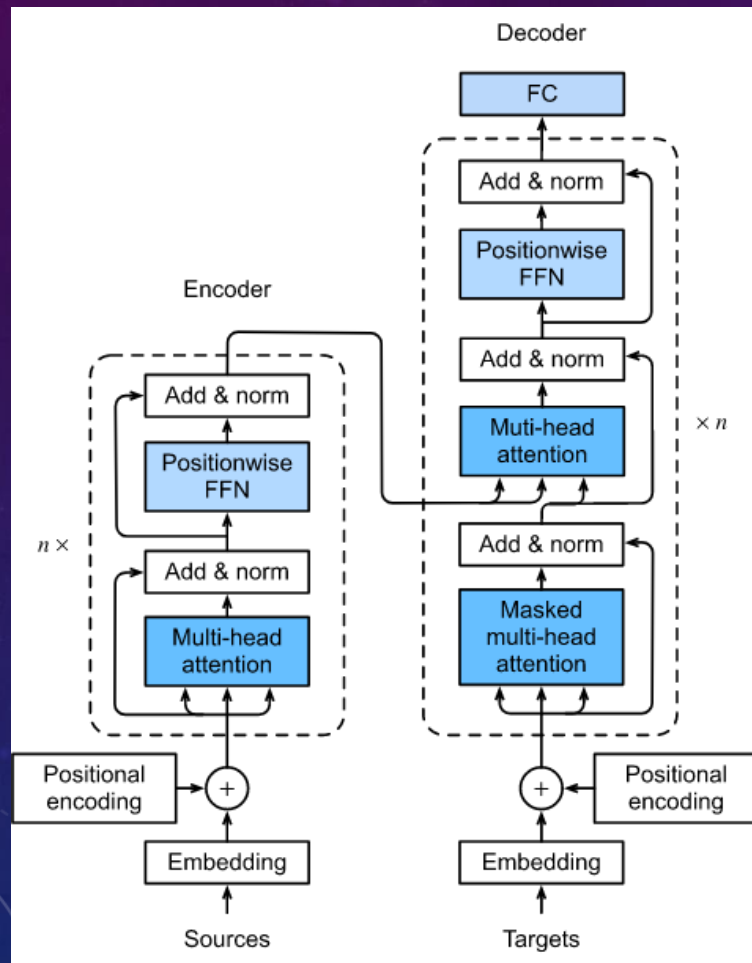 Decoder
FC
Add & norm
Positionwise
FFN
Add & norm
Muti-head
attention
× n
Add & norm
Masked
multi-head
attention
Positional
encoding
+
Embedding
Targets
Encoder
Add & norm
Positionwise
FFN
n ×
Add & norm
Multi-head
attention
Positional
encoding
+
Embedding
Sources